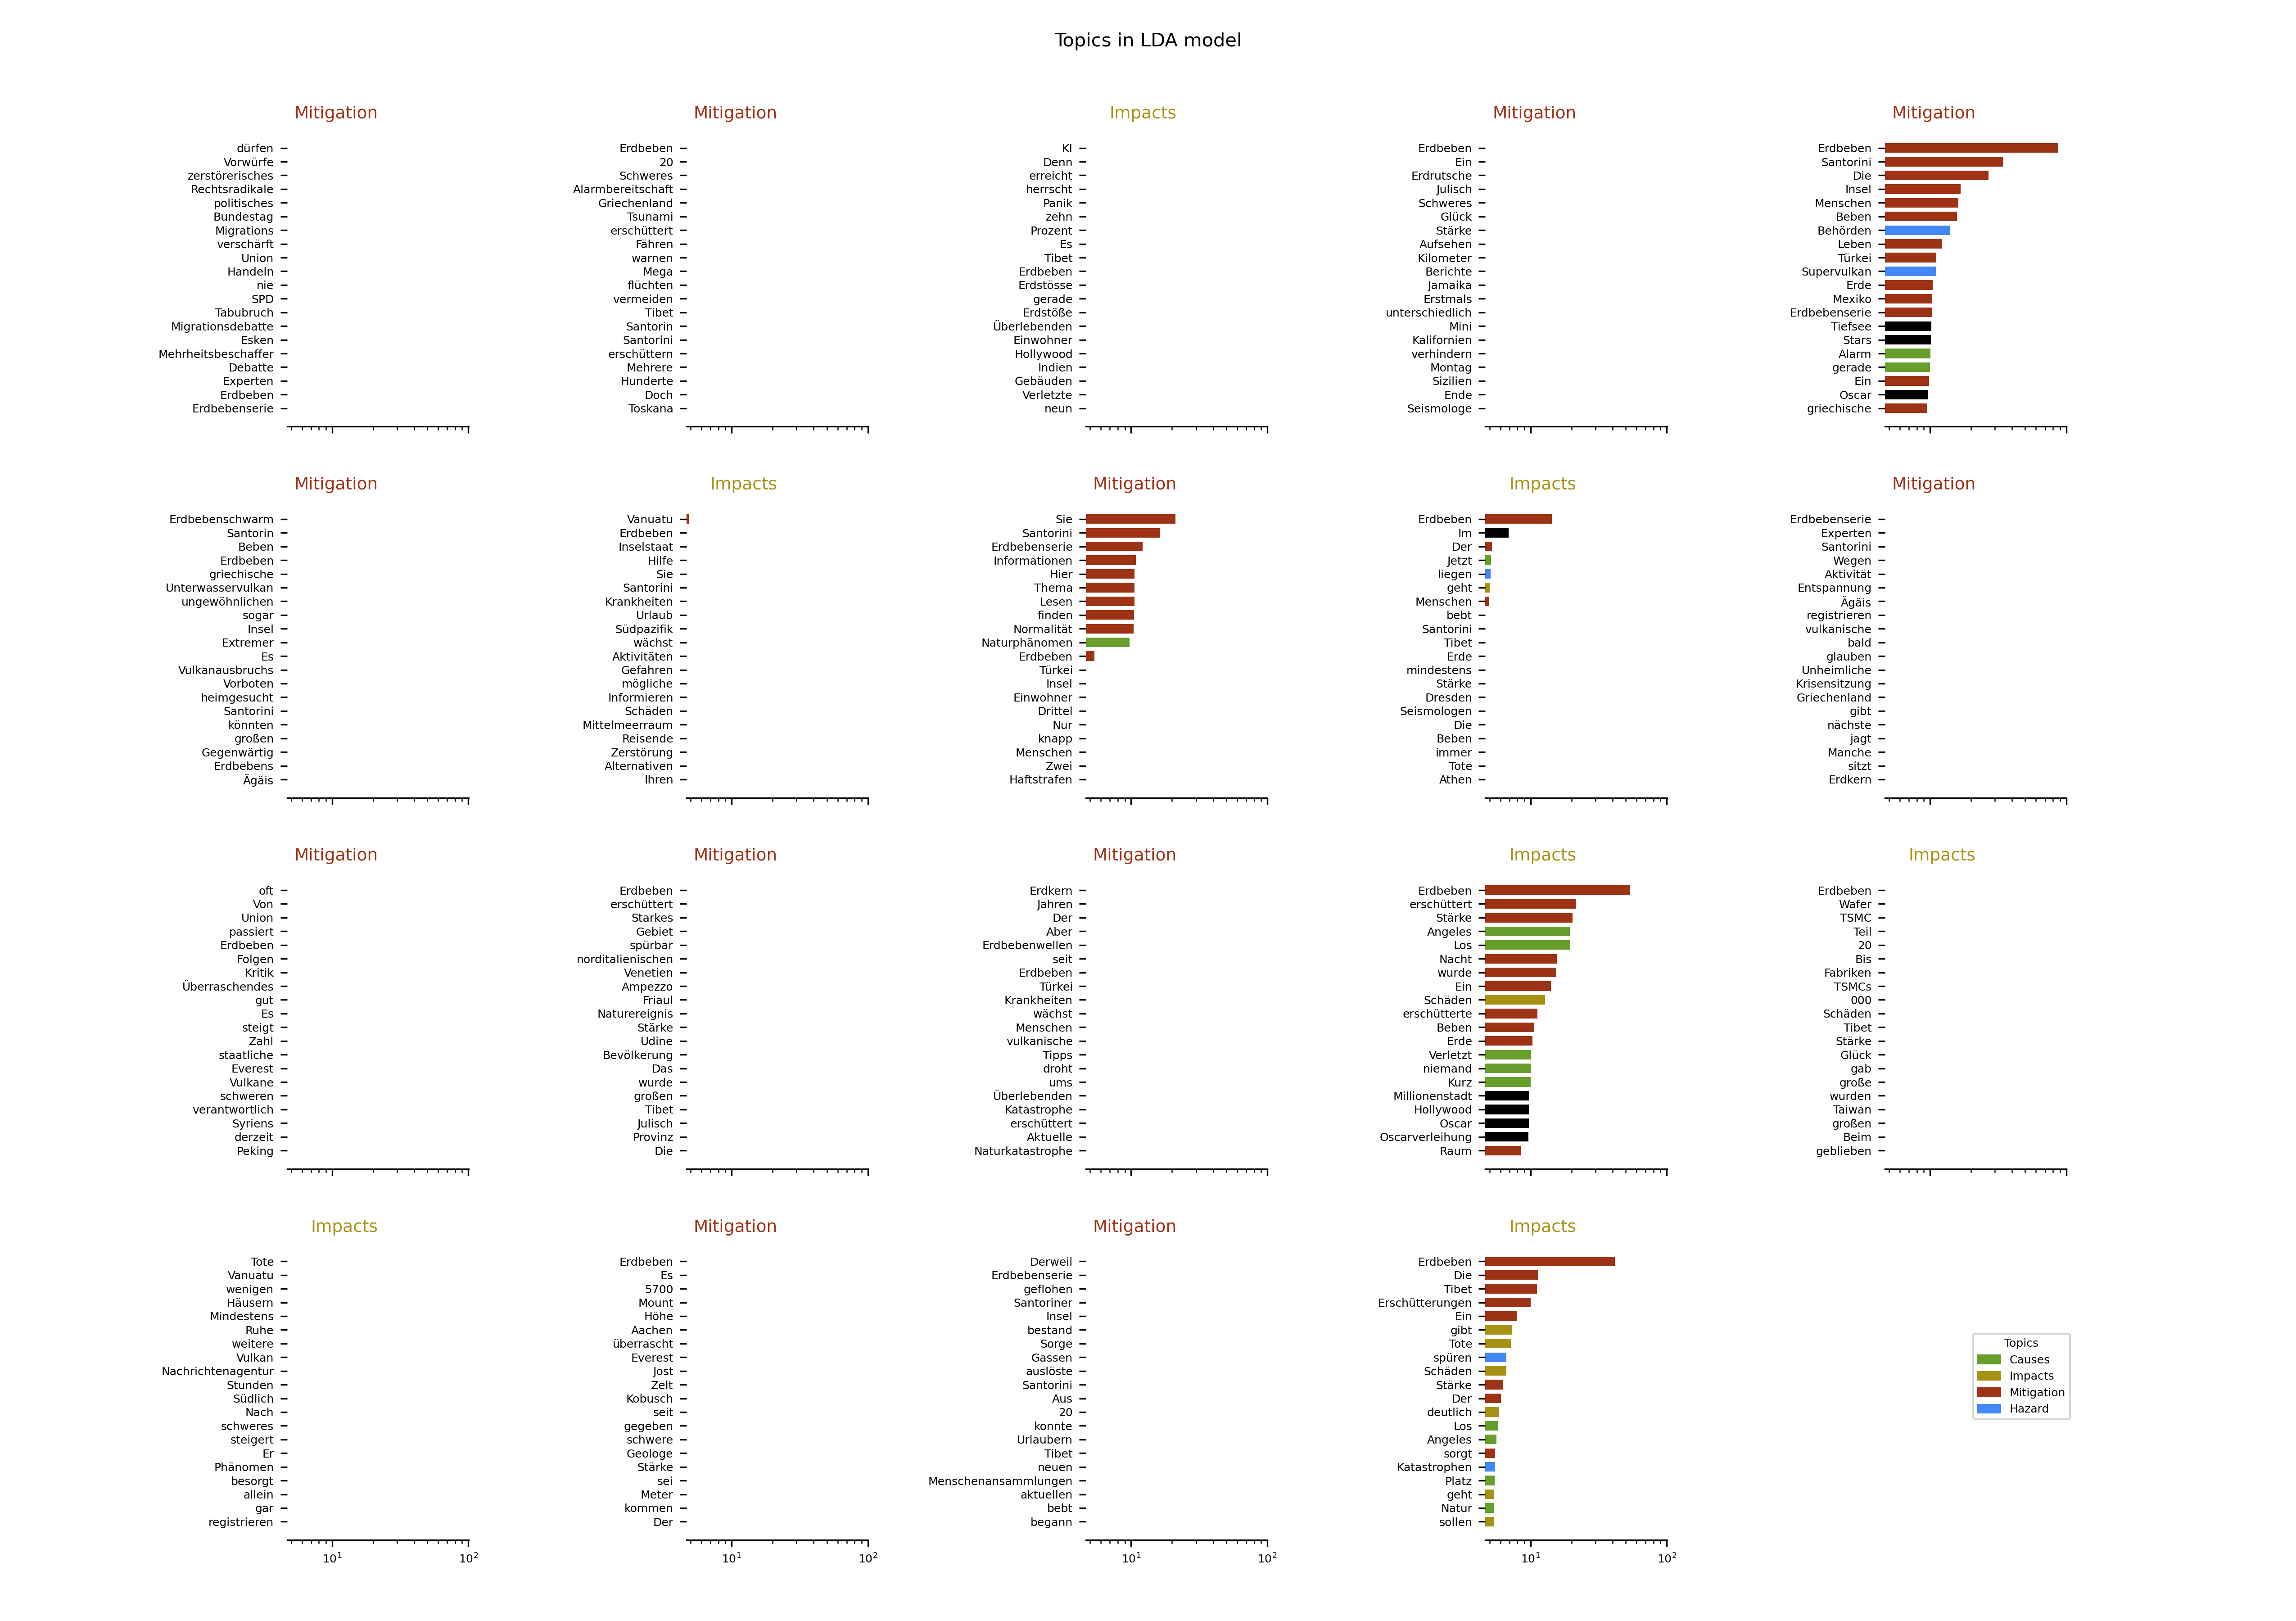 Topics in LDA model
Mitigation
dürfen
Vorwürfe
zerstörerisches
Rechtsradikale
politisches
Bundestag
Migrations
verschärft
Union
Handeln
nie
SPD
Tabubruch
Migrationsdebatte
Esken
Mehrheitsbeschaffer
Debatte
Experten
Erdbeben
Erdbebenserie
Mitigation
Erdbeben
20
Schweres
Alarmbereitschaft
Griechenland
Tsunami
erschüttert
Fähren
warnen
Mega
flüchten
vermeiden
Tibet
Santorin
Santorini
erschüttern
Mehrere
Hunderte
Doch
Toskana
Impacts
KI
Denn
erreicht
herrscht
Panik
zehn
Prozent
Es
Tibet
Erdbeben
Erdstösse
gerade
Erdstöße
Überlebenden
Einwohner
Hollywood
Indien
Gebäuden
Verletzte
neun
Mitigation
Erdbeben
Ein
Erdrutsche
Julisch
Schweres
Glück
Stärke
Aufsehen
Kilometer
Berichte
Jamaika
Erstmals
unterschiedlich
Mini
Kalifornien
verhindern
Montag
Sizilien
Ende
Seismologe
Mitigation
Erdbeben
Santorini
Die
Insel
Menschen
Beben
Behörden
Leben
Türkei
Supervulkan
Erde
Mexiko
Erdbebenserie
Tiefsee
Stars
Alarm
gerade
Ein
Oscar
griechische
Mitigation
Erdbebenschwarm
Santorin
Beben
Erdbeben
griechische
Unterwasservulkan
ungewöhnlichen
sogar
Insel
Extremer
Es
Vulkanausbruchs
Vorboten
heimgesucht
Santorini
könnten
großen
Gegenwärtig
Erdbebens
Ägäis
Impacts
Vanuatu
Erdbeben
Inselstaat
Hilfe
Sie
Santorini
Krankheiten
Urlaub
Südpazifik
wächst
Aktivitäten
Gefahren
mögliche
Informieren
Schäden
Mittelmeerraum
Reisende
Zerstörung
Alternativen
Ihren
Mitigation
Sie
Santorini
Erdbebenserie
Informationen
Hier
Thema
Lesen
finden
Normalität
Naturphänomen
Erdbeben
Türkei
Insel
Einwohner
Drittel
Nur
knapp
Menschen
Zwei
Haftstrafen
Impacts
Erdbeben
Im
Der
Jetzt
liegen
geht
Menschen
bebt
Santorini
Tibet
Erde
mindestens
Stärke
Dresden
Seismologen
Die
Beben
immer
Tote
Athen
Mitigation
Erdbebenserie
Experten
Santorini
Wegen
Aktivität
Entspannung
Ägäis
registrieren
vulkanische
bald
glauben
Unheimliche
Krisensitzung
Griechenland
gibt
nächste
jagt
Manche
sitzt
Erdkern
Mitigation
oft
Von
Union
passiert
Erdbeben
Folgen
Kritik
Überraschendes
gut
Es
steigt
Zahl
staatliche
Everest
Vulkane
schweren
verantwortlich
Syriens
derzeit
Peking
Mitigation
Erdbeben
erschüttert
Starkes
Gebiet
spürbar
norditalienischen
Venetien
Ampezzo
Friaul
Naturereignis
Stärke
Udine
Bevölkerung
Das
wurde
großen
Tibet
Julisch
Provinz
Die
Mitigation
Erdkern
Jahren
Der
Aber
Erdbebenwellen
seit
Erdbeben
Türkei
Krankheiten
wächst
Menschen
vulkanische
Tipps
droht
ums
Überlebenden
Katastrophe
erschüttert
Aktuelle
Naturkatastrophe
Impacts
Erdbeben
erschüttert
Stärke
Angeles
Los
Nacht
wurde
Ein
Schäden
erschütterte
Beben
Erde
Verletzt
niemand
Kurz
Millionenstadt
Hollywood
Oscar
Oscarverleihung
Raum
Impacts
Erdbeben
Wafer
TSMC
Teil
20
Bis
Fabriken
TSMCs
000
Schäden
Tibet
Stärke
Glück
gab
große
wurden
Taiwan
großen
Beim
geblieben
Impacts
Tote
Vanuatu
wenigen
Häusern
Mindestens
Ruhe
weitere
Vulkan
Nachrichtenagentur
Stunden
Südlich
Nach
schweres
steigert
Er
Phänomen
besorgt
allein
gar
registrieren
10¹ 10²
Mitigation
Erdbeben
Es
5700
Mount
Höhe
Aachen
überrascht
Everest
Jost
Zelt
Kobusch
seit
gegeben
schwere
Geologe
Stärke
sei
Meter
kommen
Der
10¹ 10²
Mitigation
Derweil
Erdbebenserie
geflohen
Santoriner
Insel
bestand
Sorge
Gassen
auslöste
Santorini
Aus
20
konnte
Urlaubern
Tibet
neuen
Menschenansammlungen
aktuellen
bebt
begann
10¹ 10²
Impacts
Erdbeben
Die
Tibet
Erschütterungen
Ein
gibt
Tote
spüren
Schäden
Stärke
Der
deutlich
Los
Angeles
sorgt
Katastrophen
Platz
geht
Natur
sollen
10¹ 10²
Topics
Causes
Impacts
Mitigation
Hazard